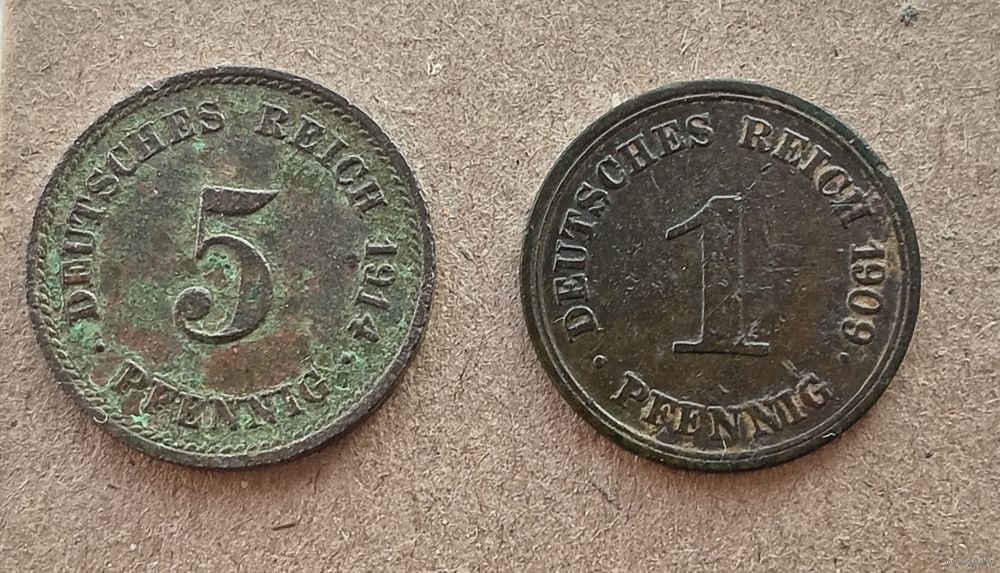 DEUTSCHES REICH 1914
5
PFENNIG
DEUTSCHES REICH 1909
1
PFENNIG